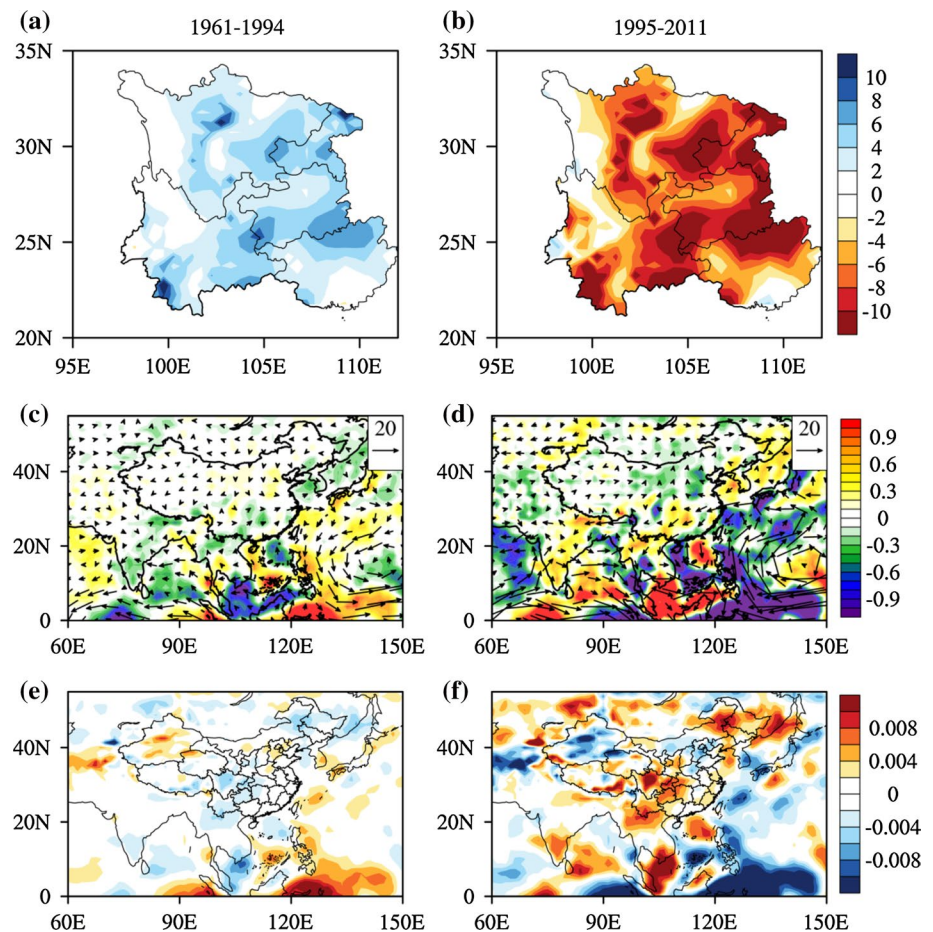 (a) 1961-1994 (b) 1995-2011
35N 35N
10
8
30N 30N 6
4
2
0
25N 25N -2
-4
-6
-8
-10
20N 20N
95E 100E 105E 110E 95E 100E 105E 110E
(c) (d)
20 20
0.9
40N 40N 0.6
0.3
0
20N 20N -0.3
-0.6
-0.9
0 0
60E 90E 120E 150E 60E 90E 120E 150E
(e) (f)
0.008
40N 40N 0.004
0
20N 20N -0.004
-0.008
0 0
60E 90E 120E 150E 60E 90E 120E 150E